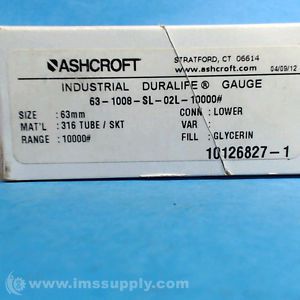 ASHCROFT
STRATFORD, CT 06614
www.ashcroft.com 04/09/12
INDUSTRIAL DURALIFE® GAUGE
63-1008-SL-02L-10000#
SIZE : 63mm CONN : LOWER
MAT'L : 316 TUBE / SKT VAR :
RANGE : 10000# FILL : GLYCERIN
10126827-1
© www.imssupply.com